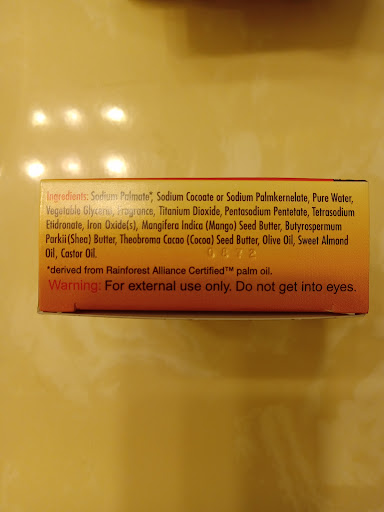 Ingredients: Sodium Palmate*, Sodium Cocoate or Sodium Palmkernelate, Pure Water,
Vegetable Glycerin, Fragrance, Titanium Dioxide, Pentasodium Pentetate, Tetrasodium
Etidronate, Iron Oxide(s), Mangifera Indica (Mango) Seed Butter, Butyrospermum
Parkii (Shea) Butter, Theobroma Cacao (Cocoa) Seed Butter, Olive Oil, Sweet Almond
Oil, Castor Oil.
0672
*derived from Rainforest Alliance Certified™ palm oil.
Warning: For external use only. Do not get into eyes.